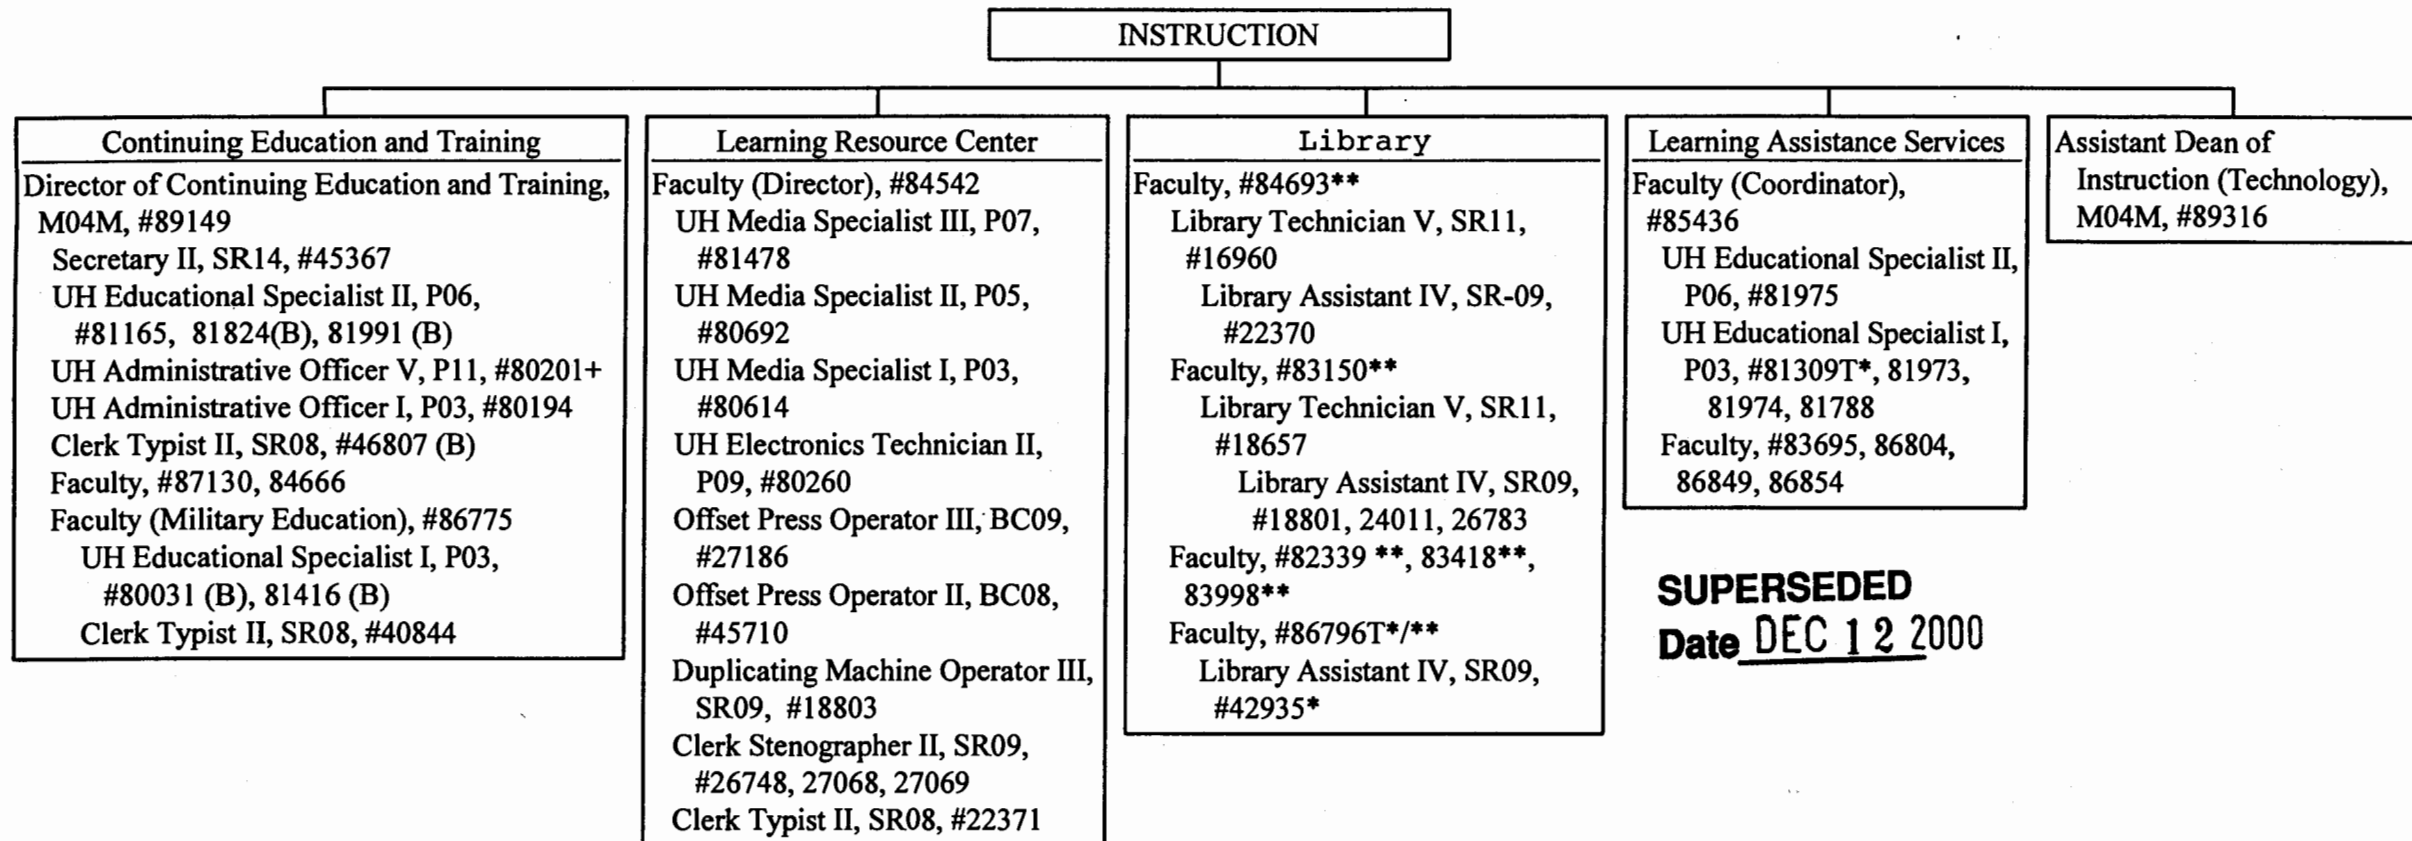 INSTRUCTION
Continuing Education and Training
Director of Continuing Education and Training,
M04M, #89149
Secretary II, SR14, #45367
UH Educational Specialist II, P06,
#81165, 81824(B), 81991 (B)
UH Administrative Officer V, P11, #80201+
UH Administrative Officer I, P03, #80194
Clerk Typist II, SR08, #46807 (B)
Faculty, #87130, 84666
Faculty (Military Education), #86775
UH Educational Specialist I, P03,
#80031 (B), 81416 (B)
Clerk Typist II, SR08, #40844
Learning Resource Center
Faculty (Director), #84542
UH Media Specialist III, P07,
#81478
UH Media Specialist II, P05,
#80692
UH Media Specialist I, P03,
#80614
UH Electronics Technician II,
P09, #80260
Offset Press Operator III, BC09,
#27186
Offset Press Operator II, BC08,
#45710
Duplicating Machine Operator III,
SR09, #18803
Clerk Stenographer II, SR09,
#26748, 27068, 27069
Clerk Typist II, SR08, #22371
Library
Faculty, #84693**
Library Technician V, SR11,
#16960
Library Assistant IV, SR-09,
#22370
Faculty, #83150**
Library Technician V, SR11,
#18657
Library Assistant IV, SR09,
#18801, 24011, 26783
Faculty, #82339 **, 83418**,
83998**
Faculty, #86796T*/**
Library Assistant IV, SR09,
#42935*
Learning Assistance Services
Faculty (Coordinator),
#85436
UH Educational Specialist II,
P06, #81975
UH Educational Specialist I,
P03, #81309T*, 81973,
81974, 81788
Faculty, #83695, 86804,
86849, 86854
Assistant Dean of
Instruction (Technology),
M04M, #89316
SUPERSEDED
Date DEC 12 2000